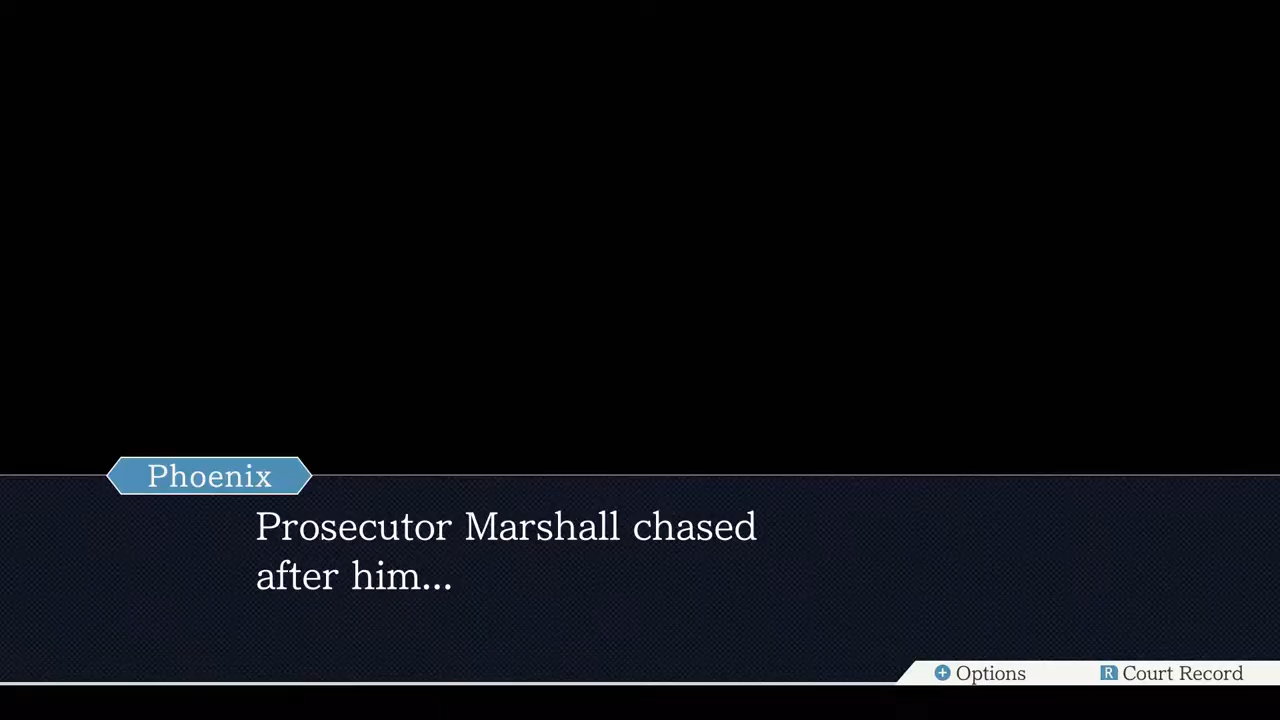 Phoenix
Prosecutor Marshall chased
after him...
+ Options
R Court Record